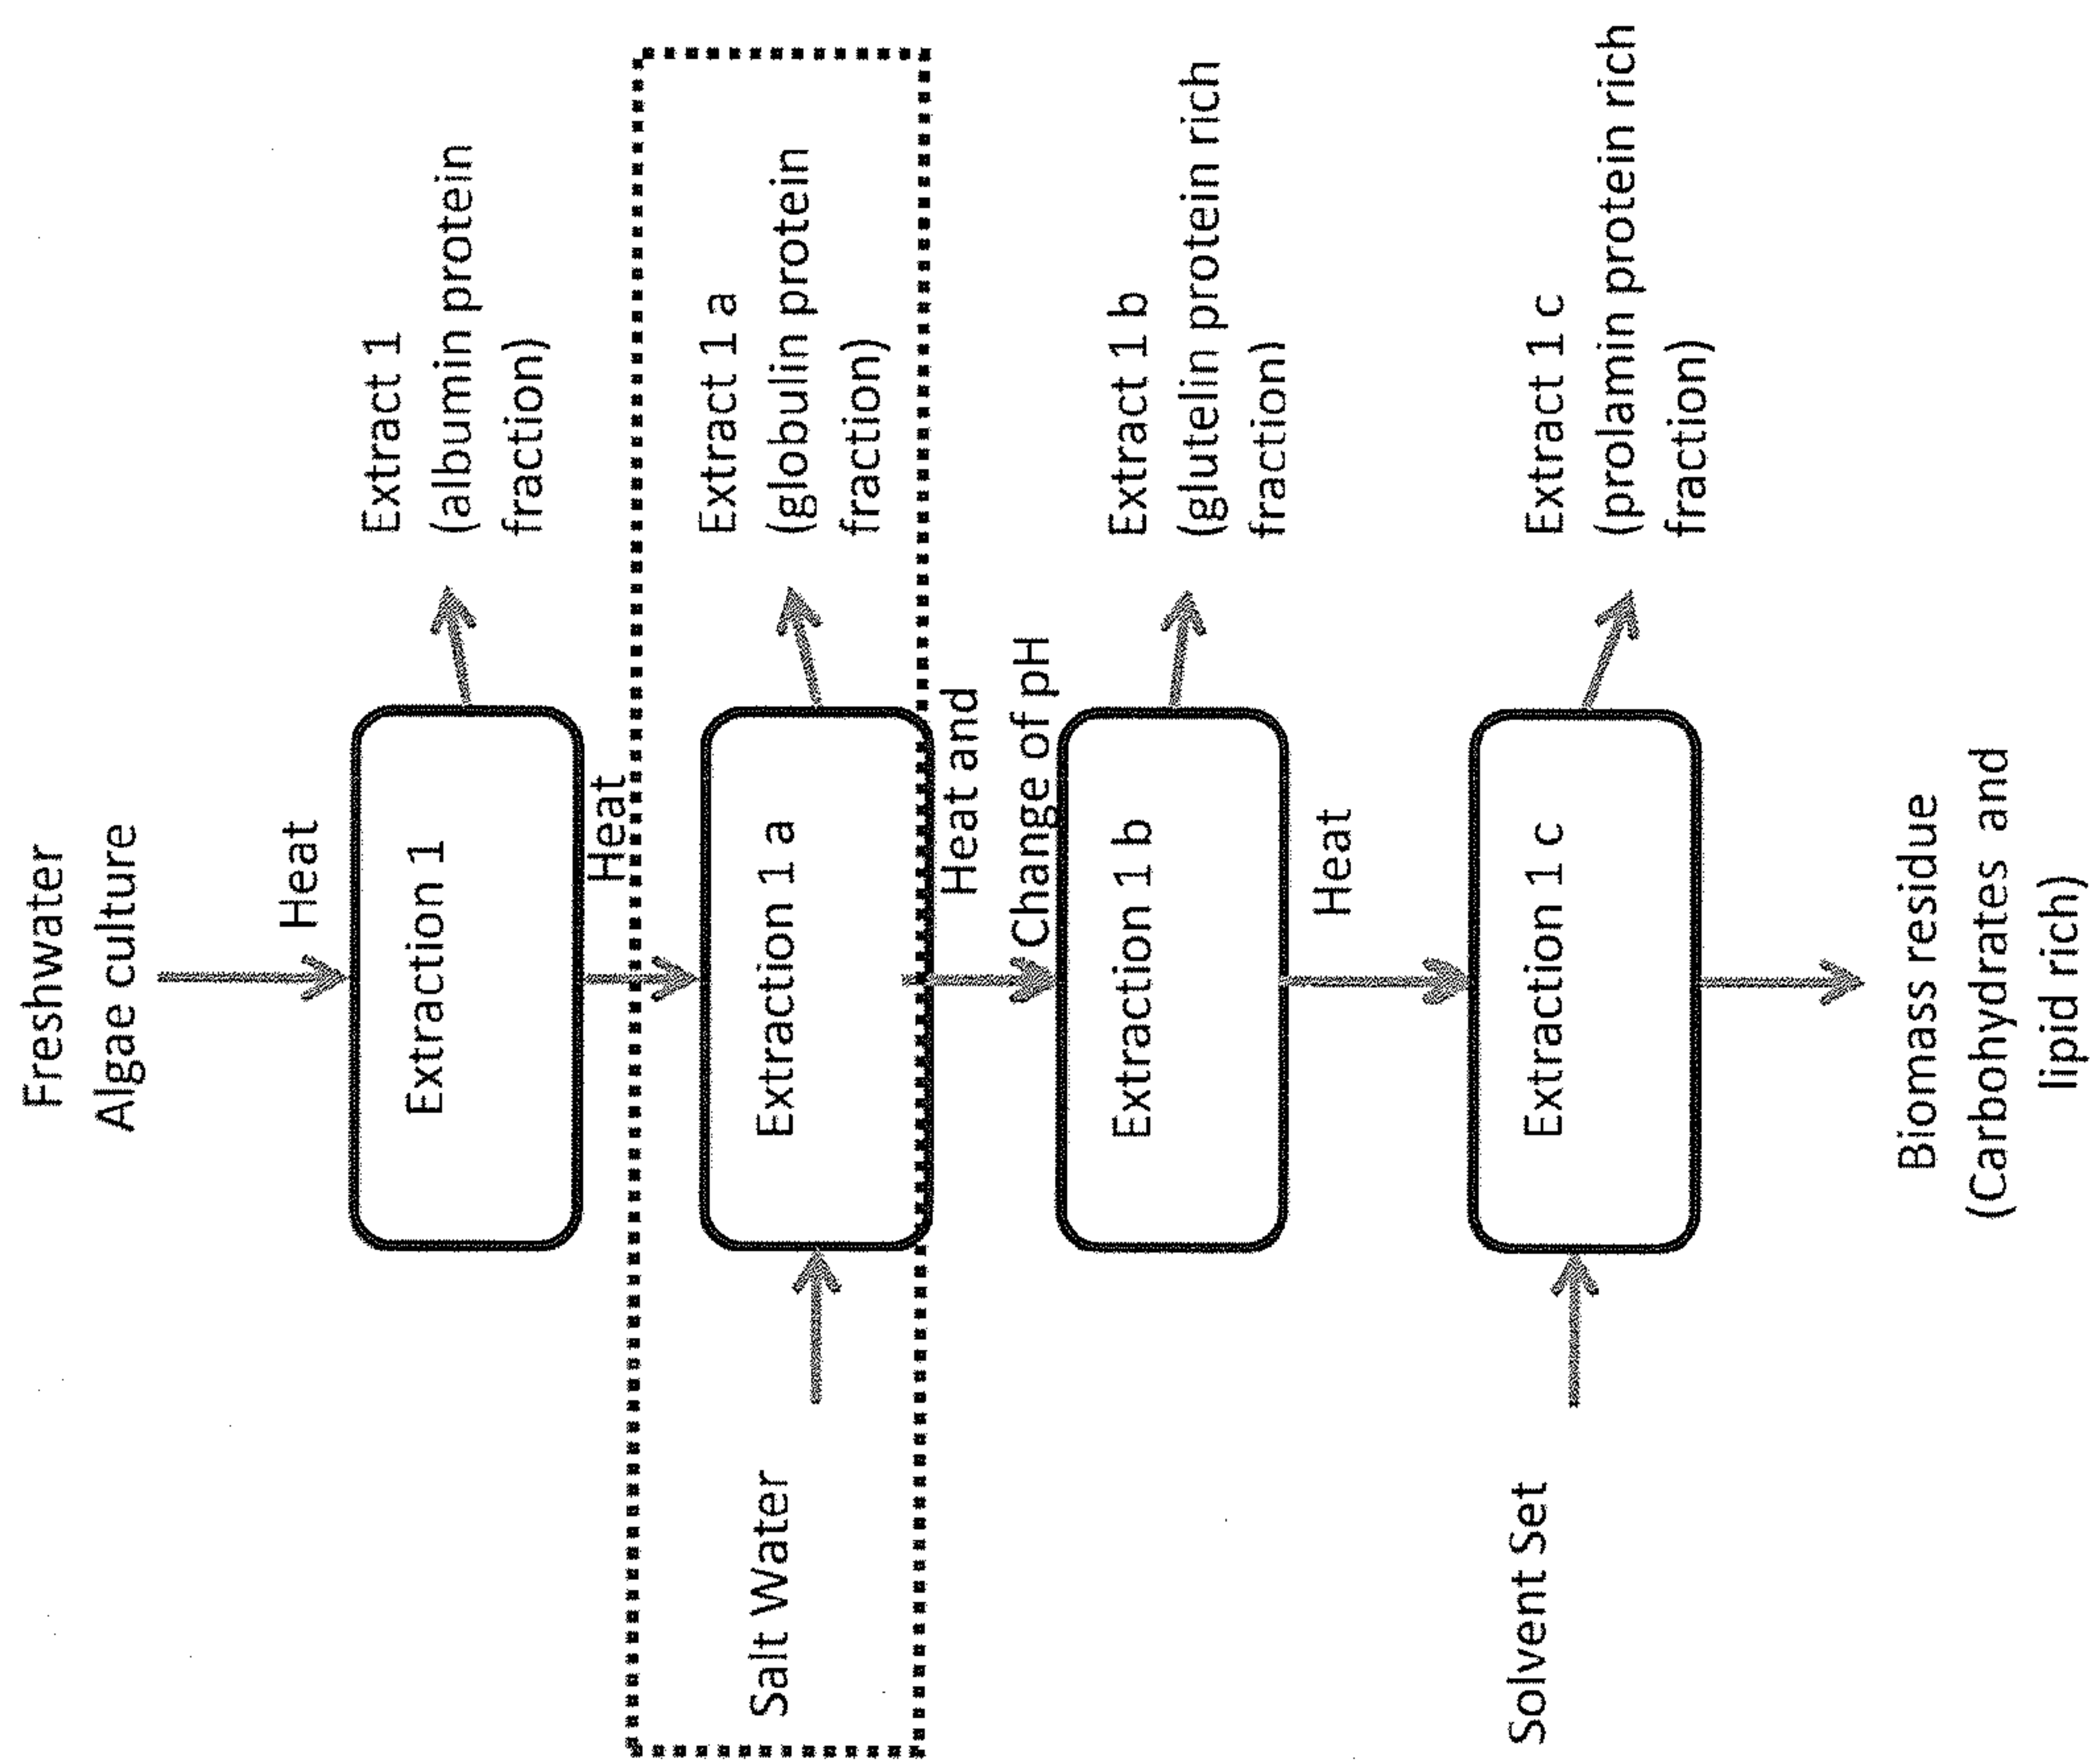 Freshwater
Algae culture
Heat
Extraction 1
Extract 1
(albumin protein
fraction)
Heat
Salt Water
Extraction 1 a
Extract 1 a
(globulin protein
fraction)
Heat and
Change of pH
Extraction 1 b
Extract 1 b
(glutelin protein rich
fraction)
Heat
Solvent Set
Extraction 1 c
Extract 1 c
(prolamin protein rich
fraction)
Biomass residue
(Carbohydrates and
lipid rich)